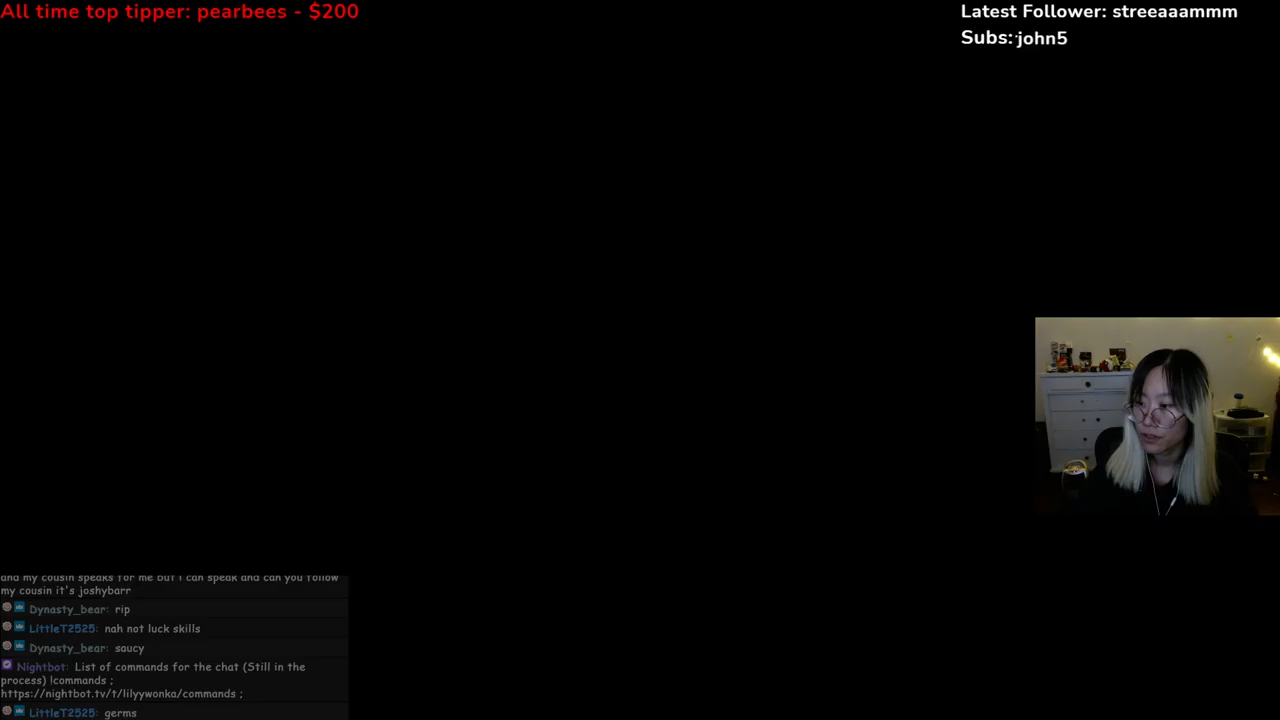 All time top tipper: pearbees - $200
Latest Follower: streeaaammm
Subs: john5
and my cousin speaks for me but i can speak and can you follow
my cousin it's joshybarr
Dynasty_bear: rip
LittleT2525: nah not luck skills
Dynasty_bear: saucy
Nightbot: List of commands for the chat (Still in the
process) !commands ;
https://nightbot.tv/t/lilyywonka/commands ;
LittleT2525: germs